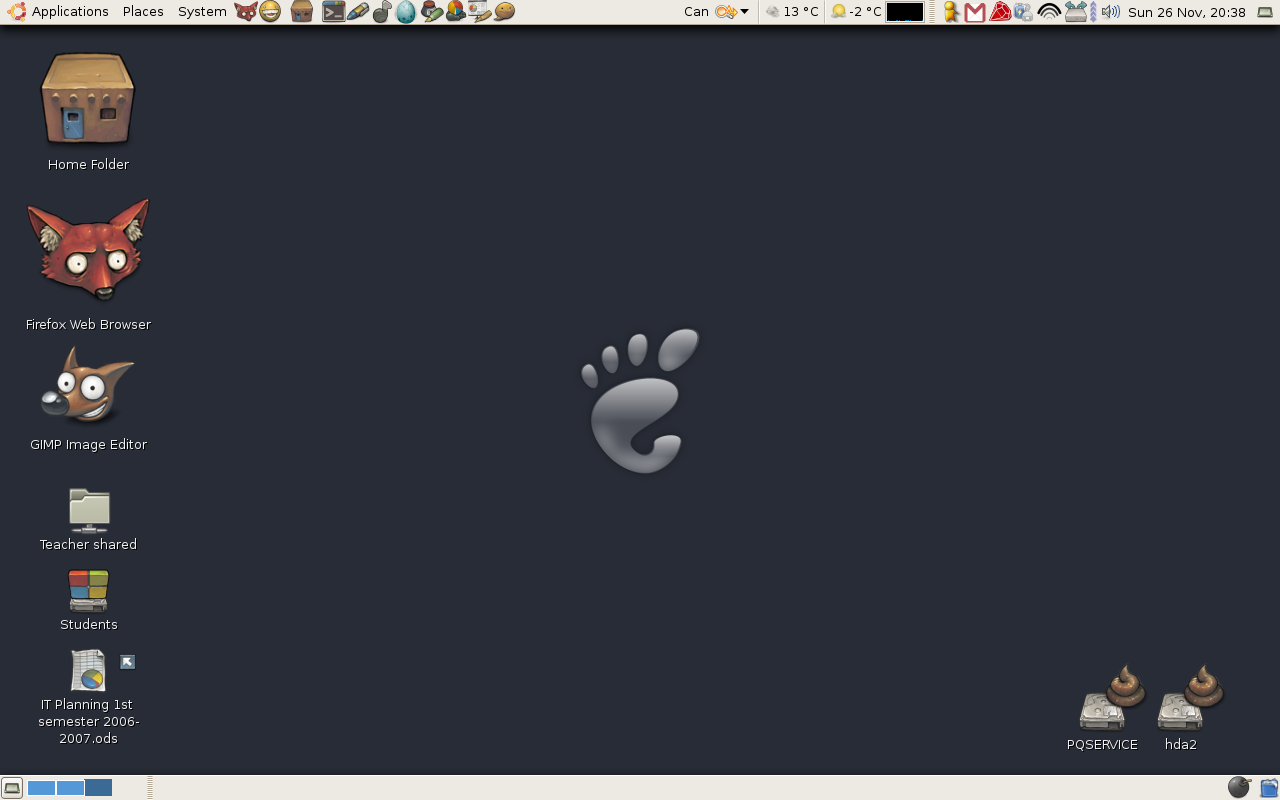 Applications Places System Can 13 °C -2 °C Sun 26 Nov, 20:38
Home Folder
Firefox Web Browser
GIMP Image Editor
Teacher shared
Students
IT Planning 1st
semester 2006-
2007.ods
PQSERVICE hda2